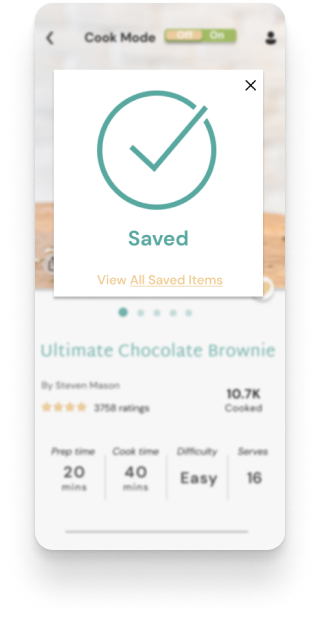 Cook Mode Off On
Saved
View All Saved Items
Ultimate Chocolate Brownie
By Steven Mason
10.7K
3758 ratings
Cooked
Prep time Cook time Difficulty Serves
20 40 Easy 16
mins mins